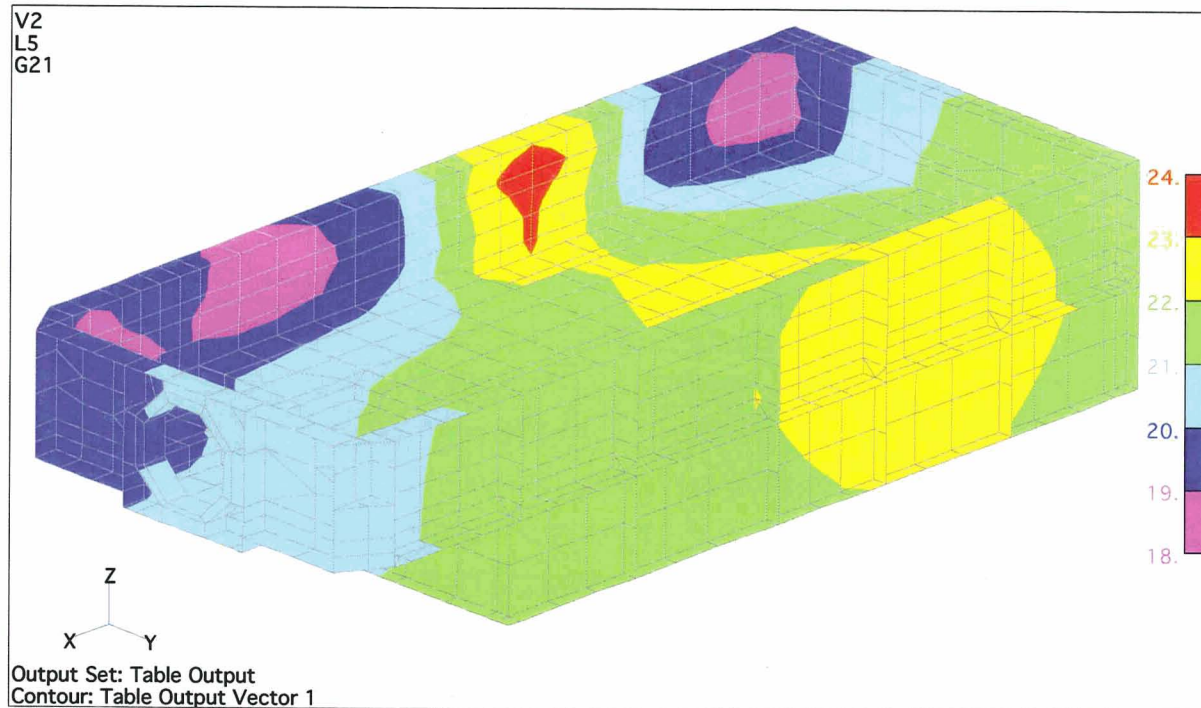 V2
L5
G21
24.
23.
22.
21.
20.
19.
18.
Z
X Y
Output Set: Table Output
Contour: Table Output Vector 1